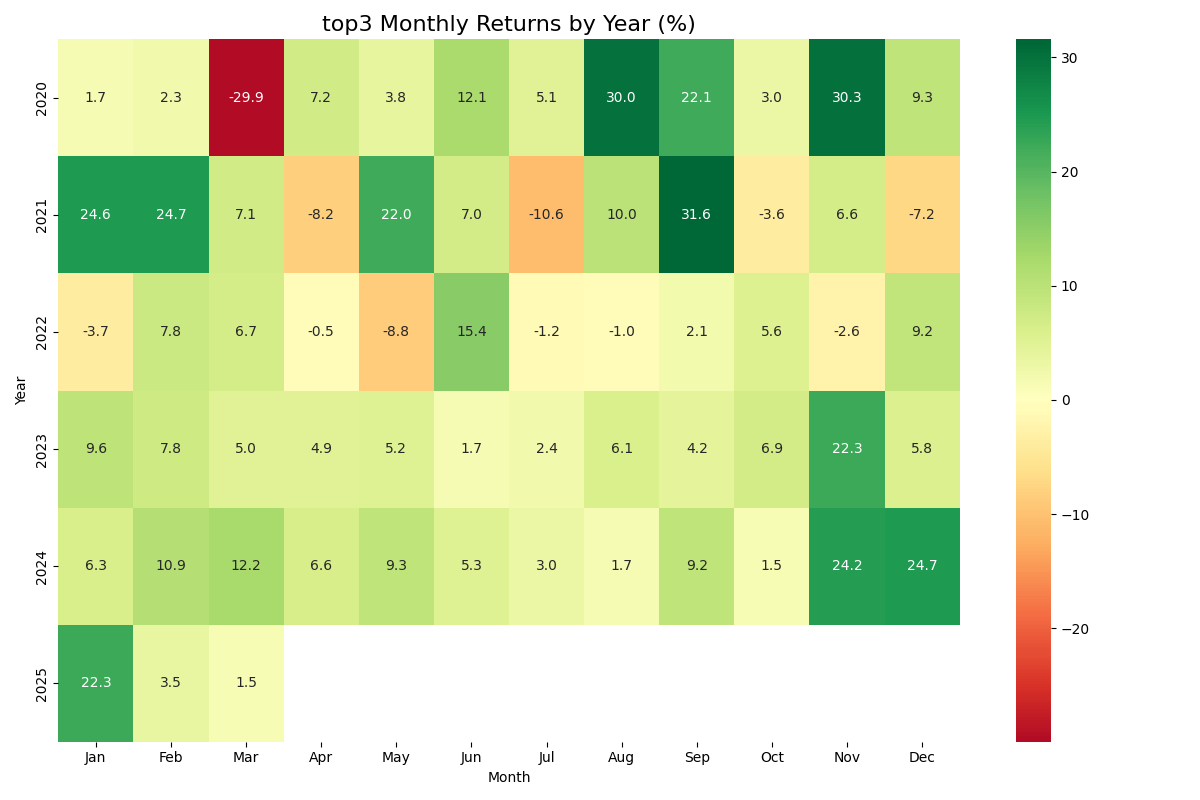 top3 Monthly Returns by Year (%)
2020 1.7 2.3 -29.9 7.2 3.8 12.1 5.1 30.0 22.1 3.0 30.3 9.3
2021 24.6 24.7 7.1 -8.2 22.0 7.0 -10.6 10.0 31.6 -3.6 6.6 -7.2
2022 -3.7 7.8 6.7 -0.5 -8.8 15.4 -1.2 -1.0 2.1 5.6 -2.6 9.2
Year
2023 9.6 7.8 5.0 4.9 5.2 1.7 2.4 6.1 4.2 6.9 22.3 5.8
2024 6.3 10.9 12.2 6.6 9.3 5.3 3.0 1.7 9.2 1.5 24.2 24.7
2025 22.3 3.5 1.5
Jan Feb Mar Apr May Jun Jul Aug Sep Oct Nov Dec
Month
30
20
10
0
−10
−20